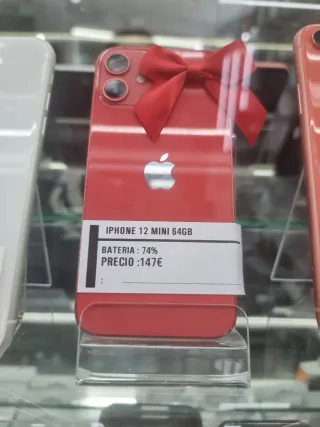 IPHONE 12 MINI 64GB
BATERIA : 74%
PRECIO :147€
: